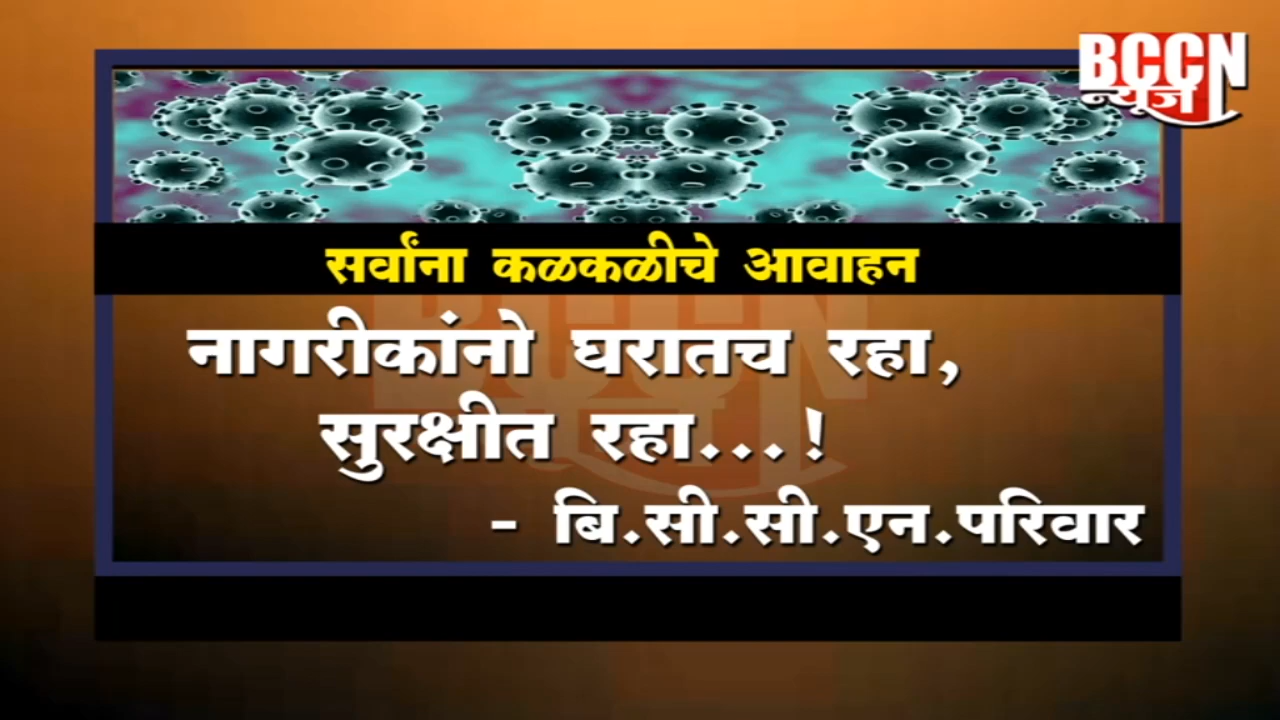 BCCN
न्यूज
सर्वांना कळकळीचे आवाहन
नागरीकांनो घरातच रहा,
सुरक्षीत रहा...!
- बि.सी.सी.एन.परिवार